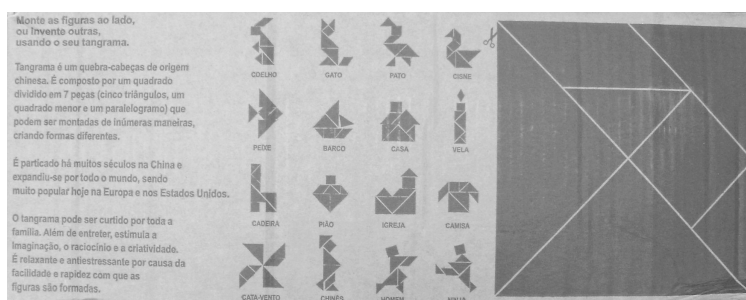 Monte as figuras ao lado,
ou invente outras,
usando o seu tangrama.
Tangrama é um quebra-cabeças de origem
chinesa. É composto por um quadrado
dividido em 7 peças (cinco triângulos, um
quadrado menor e um paralelogramo) que
podem ser montadas de inúmeras maneiras,
criando formas diferentes.
É particado há muitos séculos na China e
expandiu-se por todo o mundo, sendo
muito popular hoje na Europa e nos Estados Unidos.
O tangrama pode ser curtido por toda a
família. Além de entreter, estimula a
imaginação, o raciocínio e a criatividade.
É relaxante e antiestressante por causa da
facilidade e rapidez com que as
figuras são formadas.
COELHO GATO PATO CISNE
PEIXE BARCO CASA VELA
CADEIRA PIÃO IGREJA CAMISA
CATA-VENTO CHINÊS HOMEM